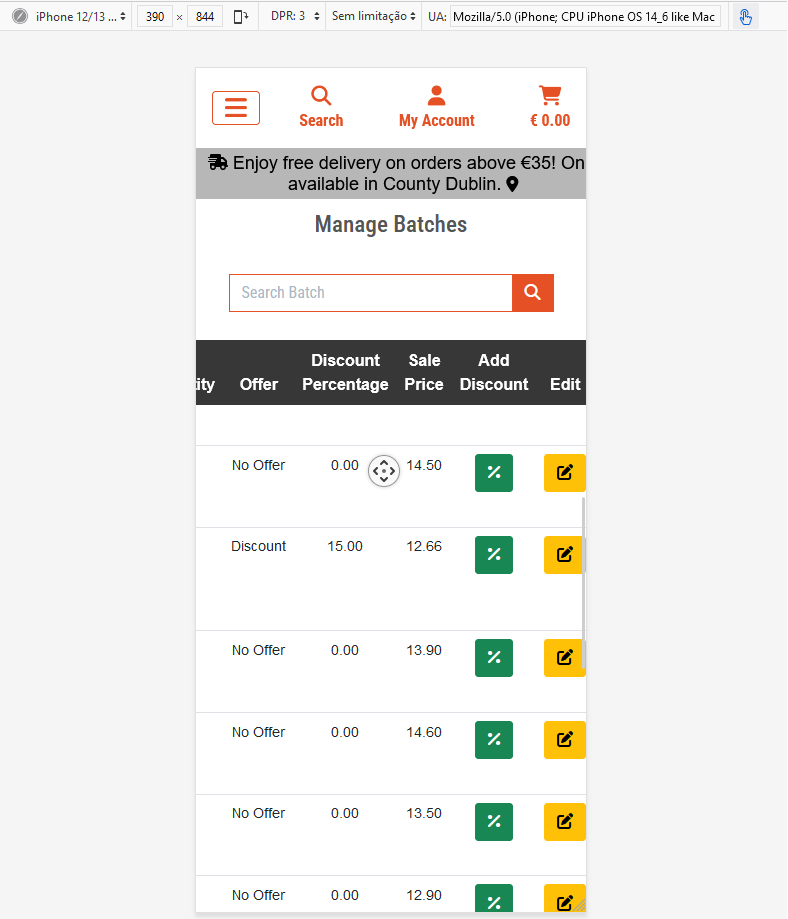 iPhone 12/13 ... 390 × 844 DPR: 3 Sem limitação UA: Mozilla/5.0 (iPhone; CPU iPhone OS 14_6 like Mac
Search My Account € 0.00
Enjoy free delivery on orders above €35! On
available in County Dublin.
Manage Batches
Search Batch
Discount Sale Add
ity Offer Percentage Price Discount Edit
No Offer 0.00 14.50
Discount 15.00 12.66
No Offer 0.00 13.90
No Offer 0.00 14.60
No Offer 0.00 13.50
No Offer 0.00 12.90